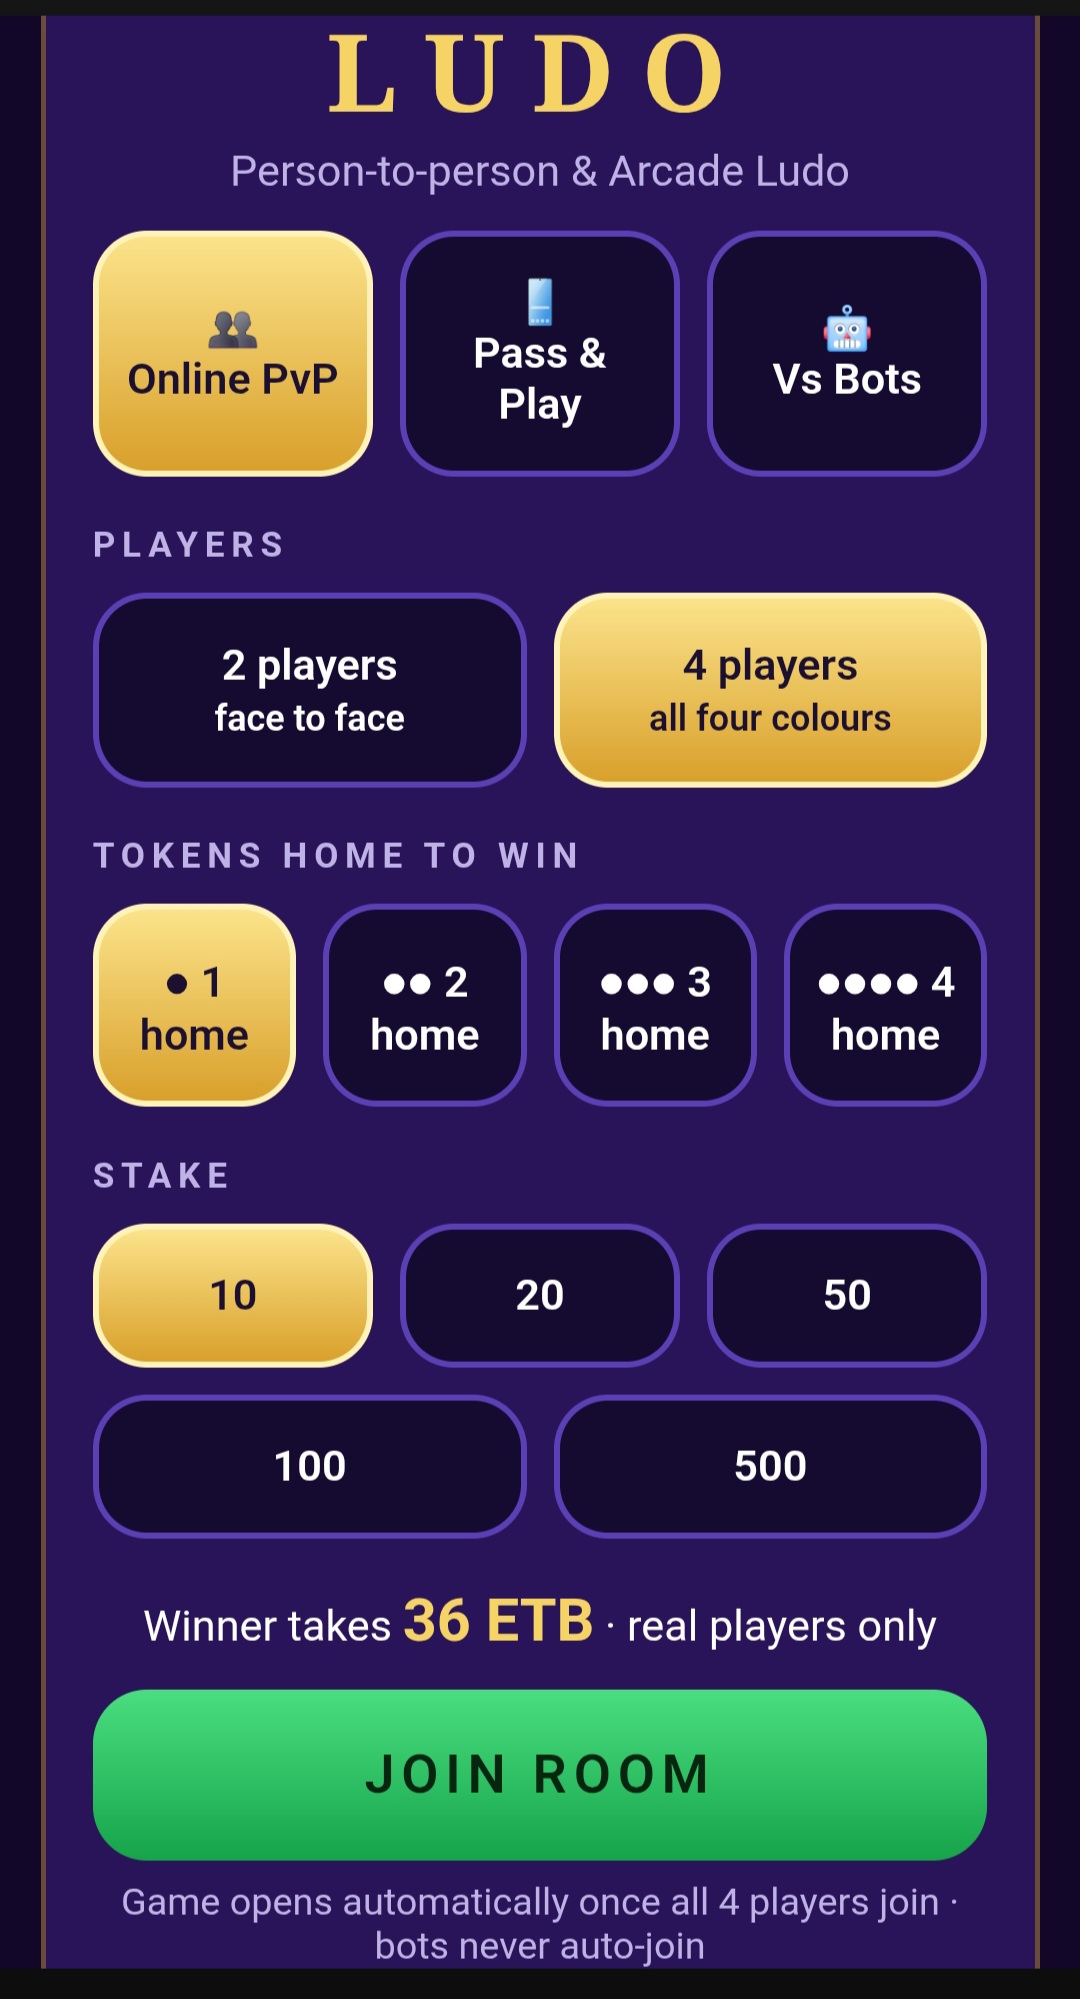 LUDO
Person-to-person & Arcade Ludo
Online PvP
Pass &
Play
Vs Bots
PLAYERS
2 players
face to face
4 players
all four colours
TOKENS HOME TO WIN
● 1
home
●● 2
home
●●● 3
home
●●●● 4
home
STAKE
10
20
50
100
500
Winner takes 36 ETB · real players only
JOIN ROOM
Game opens automatically once all 4 players join ·
bots never auto-join